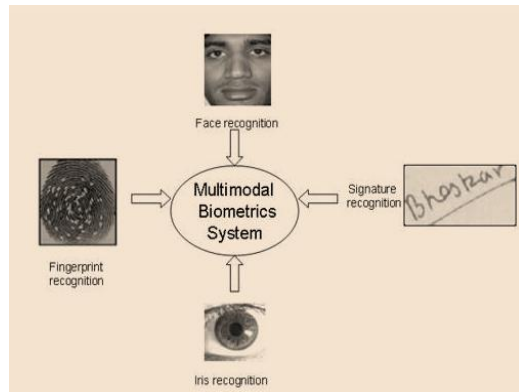 Face recognition
Multimodal
Biometrics
System
Signature
recognition
Bhaskar
Fingerprint
recognition
Iris recognition